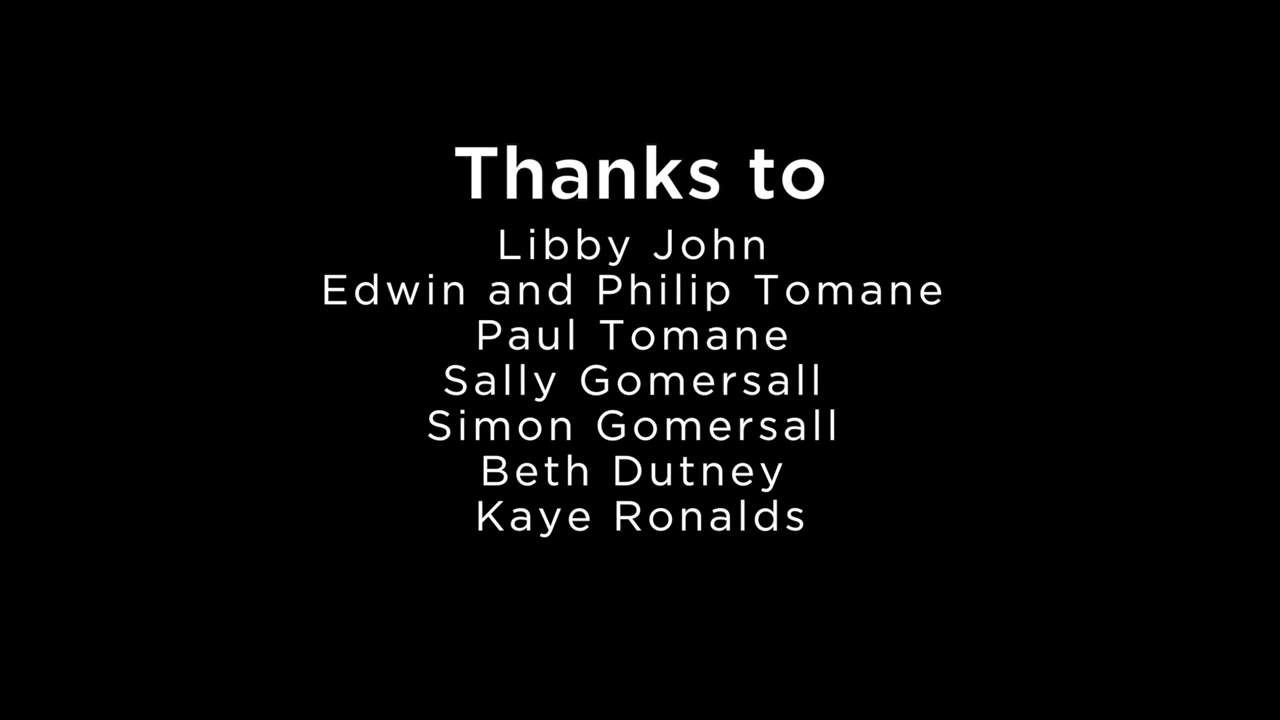 Thanks to
Libby John
Edwin and Philip Tomane
Paul Tomane
Sally Gomersall
Simon Gomersall
Beth Dutney
Kaye Ronalds